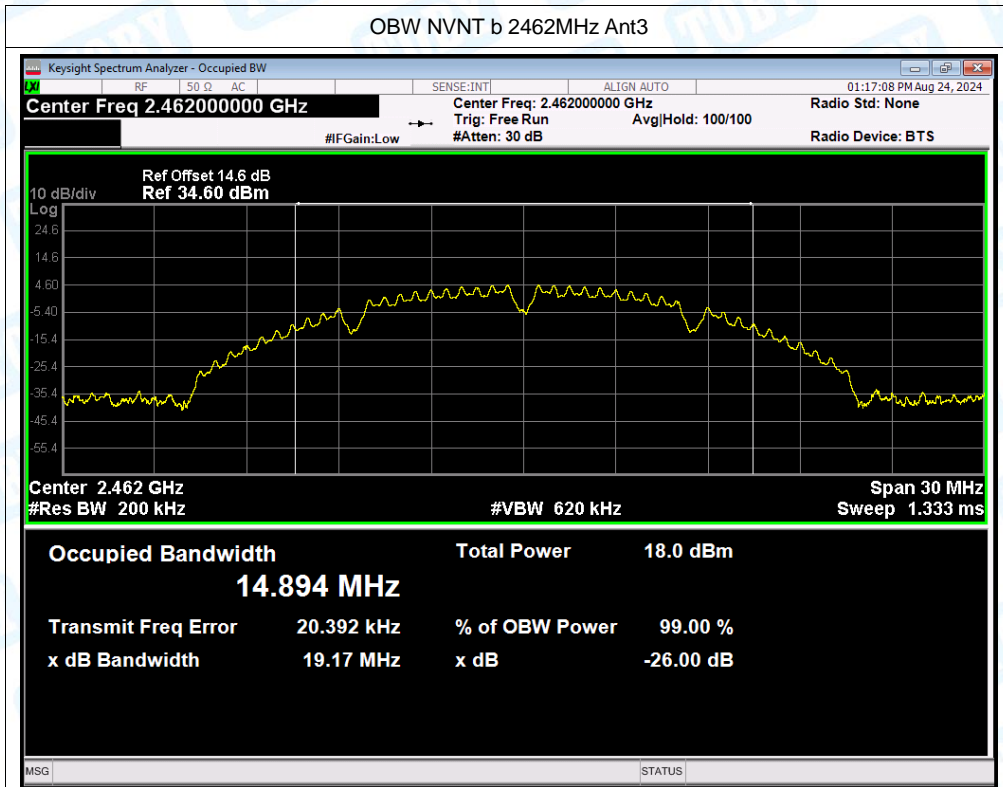 OBW NVNT b 2462MHz Ant3
Keysight Spectrum Analyzer - Occupied BW
LXI RF 50 Ω AC SENSE:INT ALIGN AUTO 01:17:08 PM Aug 24, 2024
Center Freq 2.462000000 GHz Center Freq: 2.462000000 GHz Radio Std: None
Trig: Free Run Avg|Hold: 100/100
#IFGain:Low #Atten: 30 dB Radio Device: BTS
Ref Offset 14.6 dB
10 dB/div Ref 34.60 dBm
Log
24.6
14.6
4.60
-5.40
-15.4
-25.4
-35.4
-45.4
-55.4
Center 2.462 GHz Span 30 MHz
#Res BW 200 kHz #VBW 620 kHz Sweep 1.333 ms
Occupied Bandwidth Total Power 18.0 dBm
14.894 MHz
Transmit Freq Error 20.392 kHz % of OBW Power 99.00 %
x dB Bandwidth 19.17 MHz x dB -26.00 dB
MSG STATUS